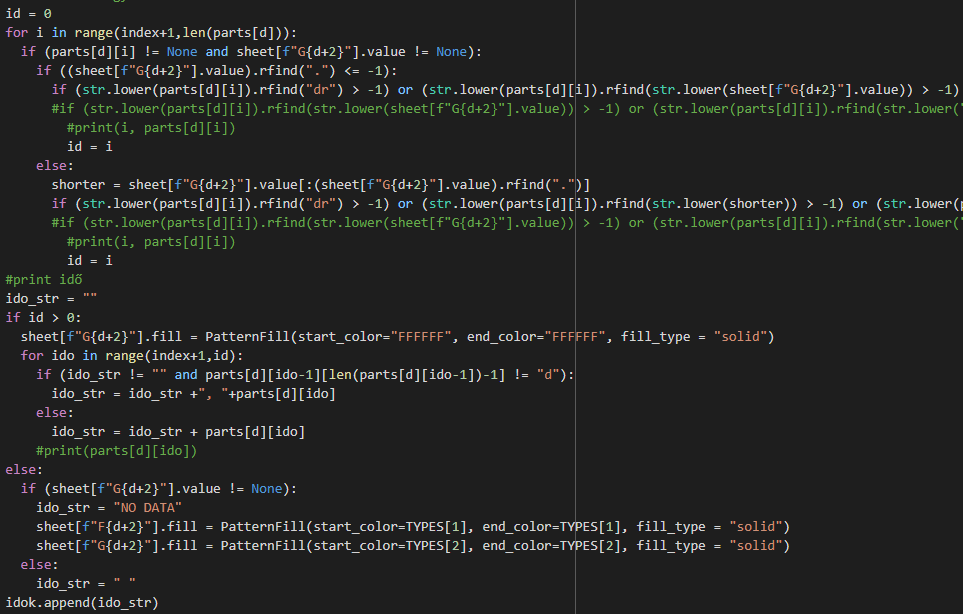 id = 0
for i in range(index+1,len(parts[d])):
  if (parts[d][i] != None and sheet[f"G{d+2}"].value != None):
    if ((sheet[f"G{d+2}"].value).rfind(".") <= -1):
      if (str.lower(parts[d][i]).rfind("dr") > -1) or (str.lower(parts[d][i]).rfind(str.lower(sheet[f"G{d+2}"].value)) > -1)
      #if (str.lower(parts[d][i]).rfind(str.lower(sheet[f"G{d+2}"].value)) > -1) or (str.lower(parts[d][i]).rfind(str.lower("
        #print(i, parts[d][i])
        id = i
    else:
      shorter = sheet[f"G{d+2}"].value[:(sheet[f"G{d+2}"].value).rfind(".")]
      if (str.lower(parts[d][i]).rfind("dr") > -1) or (str.lower(parts[d][i]).rfind(str.lower(shorter)) > -1) or (str.lower(p
      #if (str.lower(parts[d][i]).rfind(str.lower(sheet[f"G{d+2}"].value)) > -1) or (str.lower(parts[d][i]).rfind(str.lower("
        #print(i, parts[d][i])
        id = i
#print idő
ido_str = ""
if id > 0:
  sheet[f"G{d+2}"].fill = PatternFill(start_color="FFFFFF", end_color="FFFFFF", fill_type = "solid")
  for ido in range(index+1,id):
    if (ido_str != "" and parts[d][ido-1][len(parts[d][ido-1])-1] != "d"):
      ido_str = ido_str +", "+parts[d][ido]
    else:
      ido_str = ido_str + parts[d][ido]
    #print(parts[d][ido])
else:
  if (sheet[f"G{d+2}"].value != None):
    ido_str = "NO DATA"
    sheet[f"F{d+2}"].fill = PatternFill(start_color=TYPES[1], end_color=TYPES[1], fill_type = "solid")
    sheet[f"G{d+2}"].fill = PatternFill(start_color=TYPES[2], end_color=TYPES[2], fill_type = "solid")
  else:
    ido_str = " "
idok.append(ido_str)